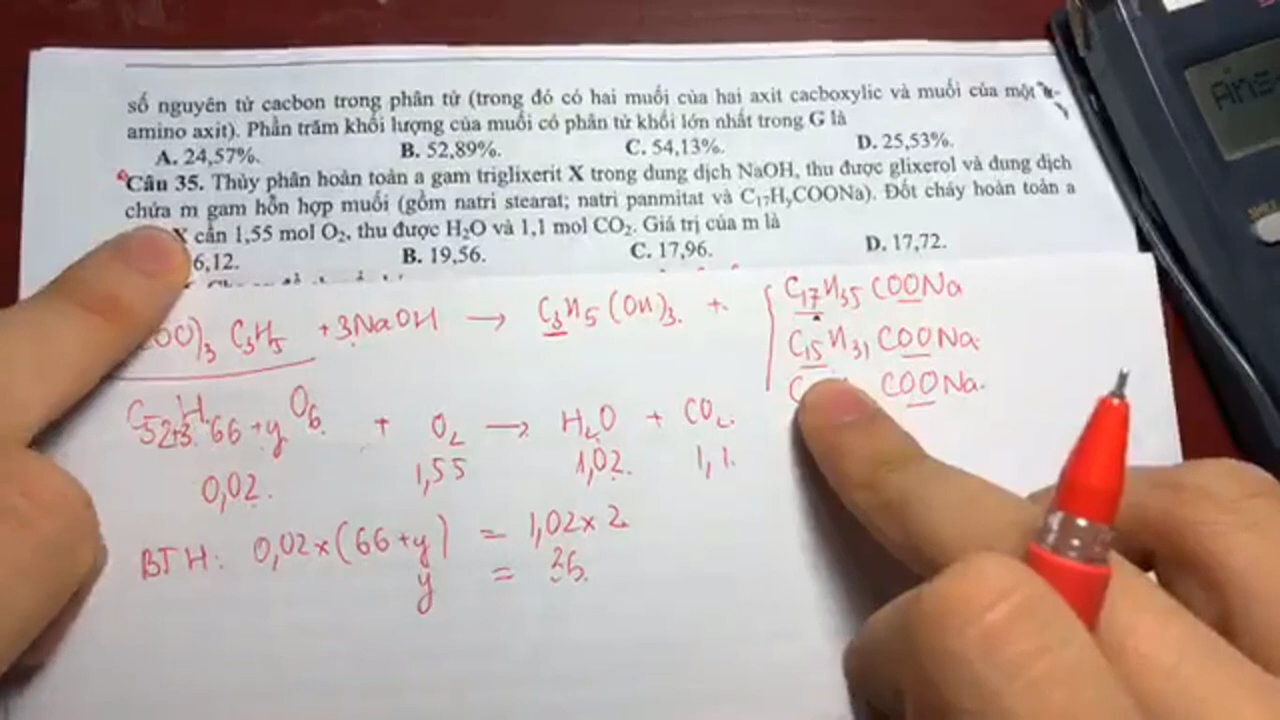 số nguyên tử cacbon trong phân tử (trong đó có hai muối của hai axit cacboxylic và muối của một
amino axit). Phần trăm khối lượng của muối có phân tử khối lớn nhất trong G là
A. 24,57%. B. 52,89%. C. 54,13%. D. 25,53%.
Câu 35. Thủy phân hoàn toàn a gam triglixerit X trong dung dịch NaOH, thu được glixerol và dung dịch
chứa m gam hỗn hợp muối (gồm natri stearat; natri panmitat và C17HyCOONa). Đốt cháy hoàn toàn a
X cần 1,55 mol O2, thu được H2O và 1,1 mol CO2. Giá trị của m là
6,12. B. 19,56. C. 17,96. D. 17,72.
OO)3 C3H5 + 3NaOH → C3H5(OH)3 + C17H35COONa
C15H31COONa
COONa
C52+3H66+yO6 + O2 → H2O + CO2
0,02. 1,55 1,02. 1,1.
BTH: 0,02x(66+y) = 1,02x2
y = 36.